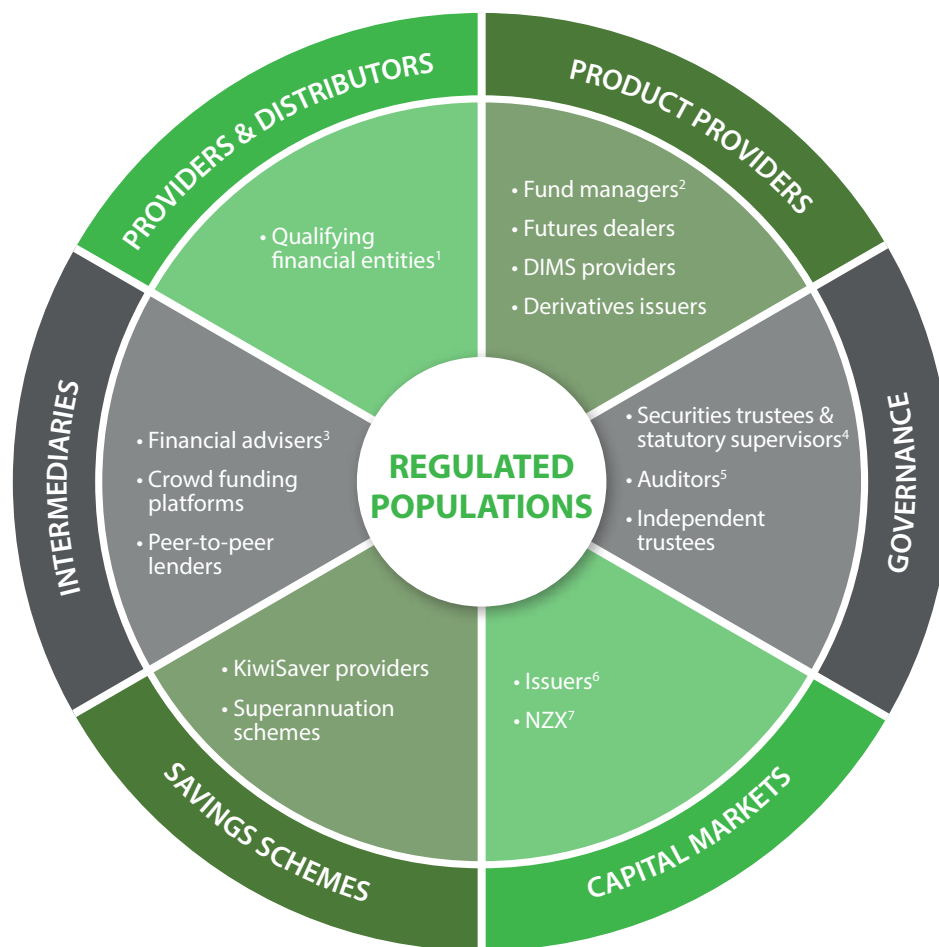 PROVIDERS & DISTRIBUTORS
• Qualifying
financial entities¹
PRODUCT PROVIDERS
• Fund managers²
• Futures dealers
• DIMS providers
• Derivatives issuers
GOVERNANCE
• Securities trustees &
statutory supervisors⁴
• Auditors⁵
• Independent
trustees
CAPITAL MARKETS
• Issuers⁶
• NZX⁷
SAVINGS SCHEMES
• KiwiSaver providers
• Superannuation
schemes
INTERMEDIARIES
• Financial advisers³
• Crowd funding
platforms
• Peer-to-peer
lenders
REGULATED
POPULATIONS